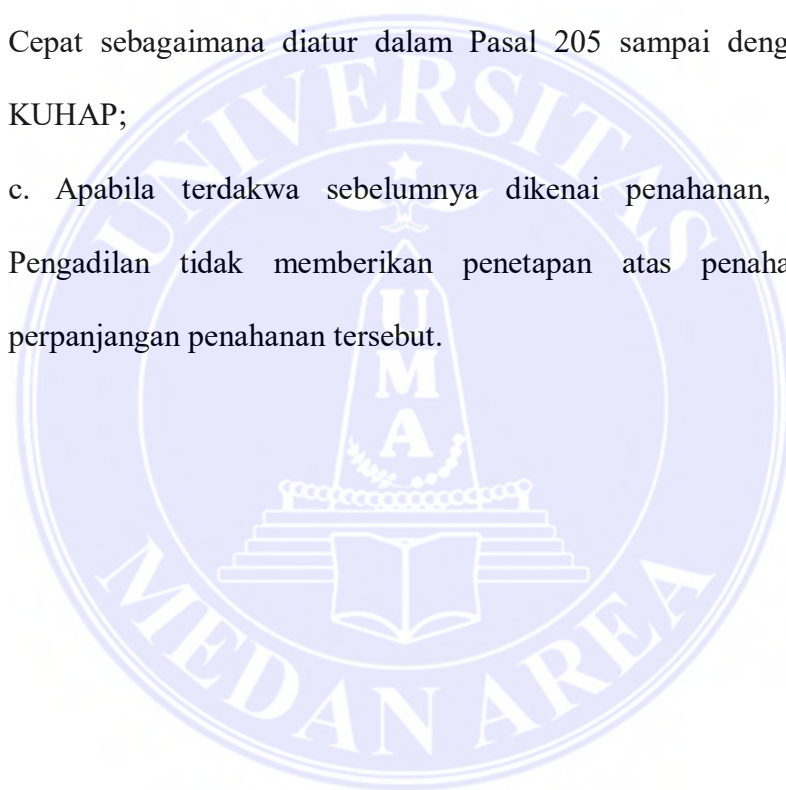 Cepat sebagaimana diatur dalam Pasal 205 sampai deng
KUHAP;
c. Apabila terdakwa sebelumnya dikenai penahanan,
Pengadilan tidak memberikan penetapan atas penaha
perpanjangan penahanan tersebut.
UNIVERSITAS
U
M
A
MEDAN AREA